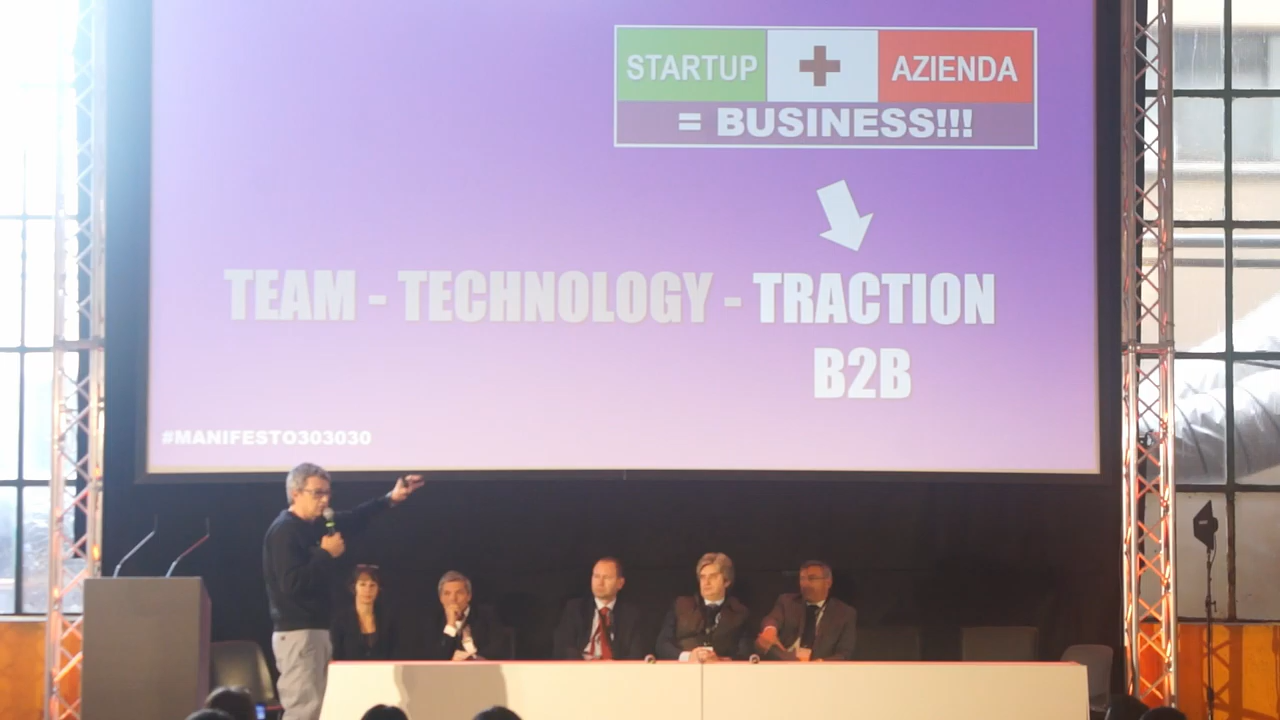 STARTUP + AZIENDA
= BUSINESS!!!
TEAM - TECHNOLOGY - TRACTION
B2B
#MANIFESTO303030